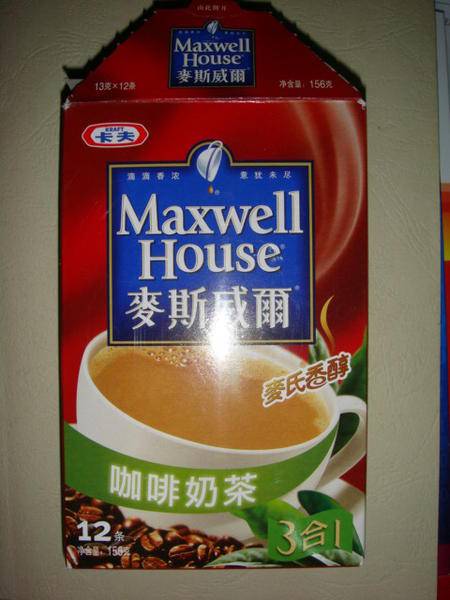 由此撕开
Maxwell
House
麥斯威爾
13克×12条
净含量：156克
KRAFT
卡夫
滴滴香浓
意犹未尽
Maxwell
House
麥斯威爾
麥氏香醇
咖啡奶茶
12条
净含量：156克
3合1